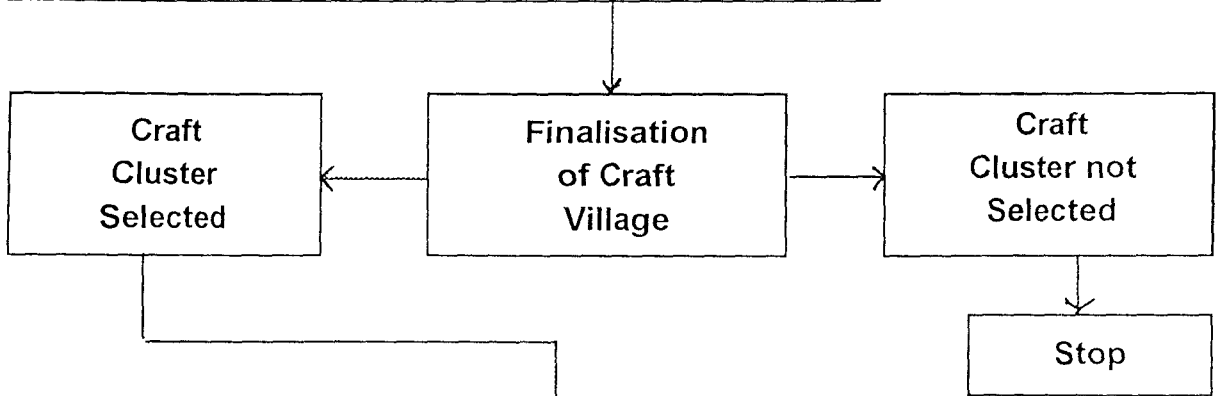 Craft
Cluster
Selected
Finalisation
of Craft
Village
Craft
Cluster not
Selected
Stop